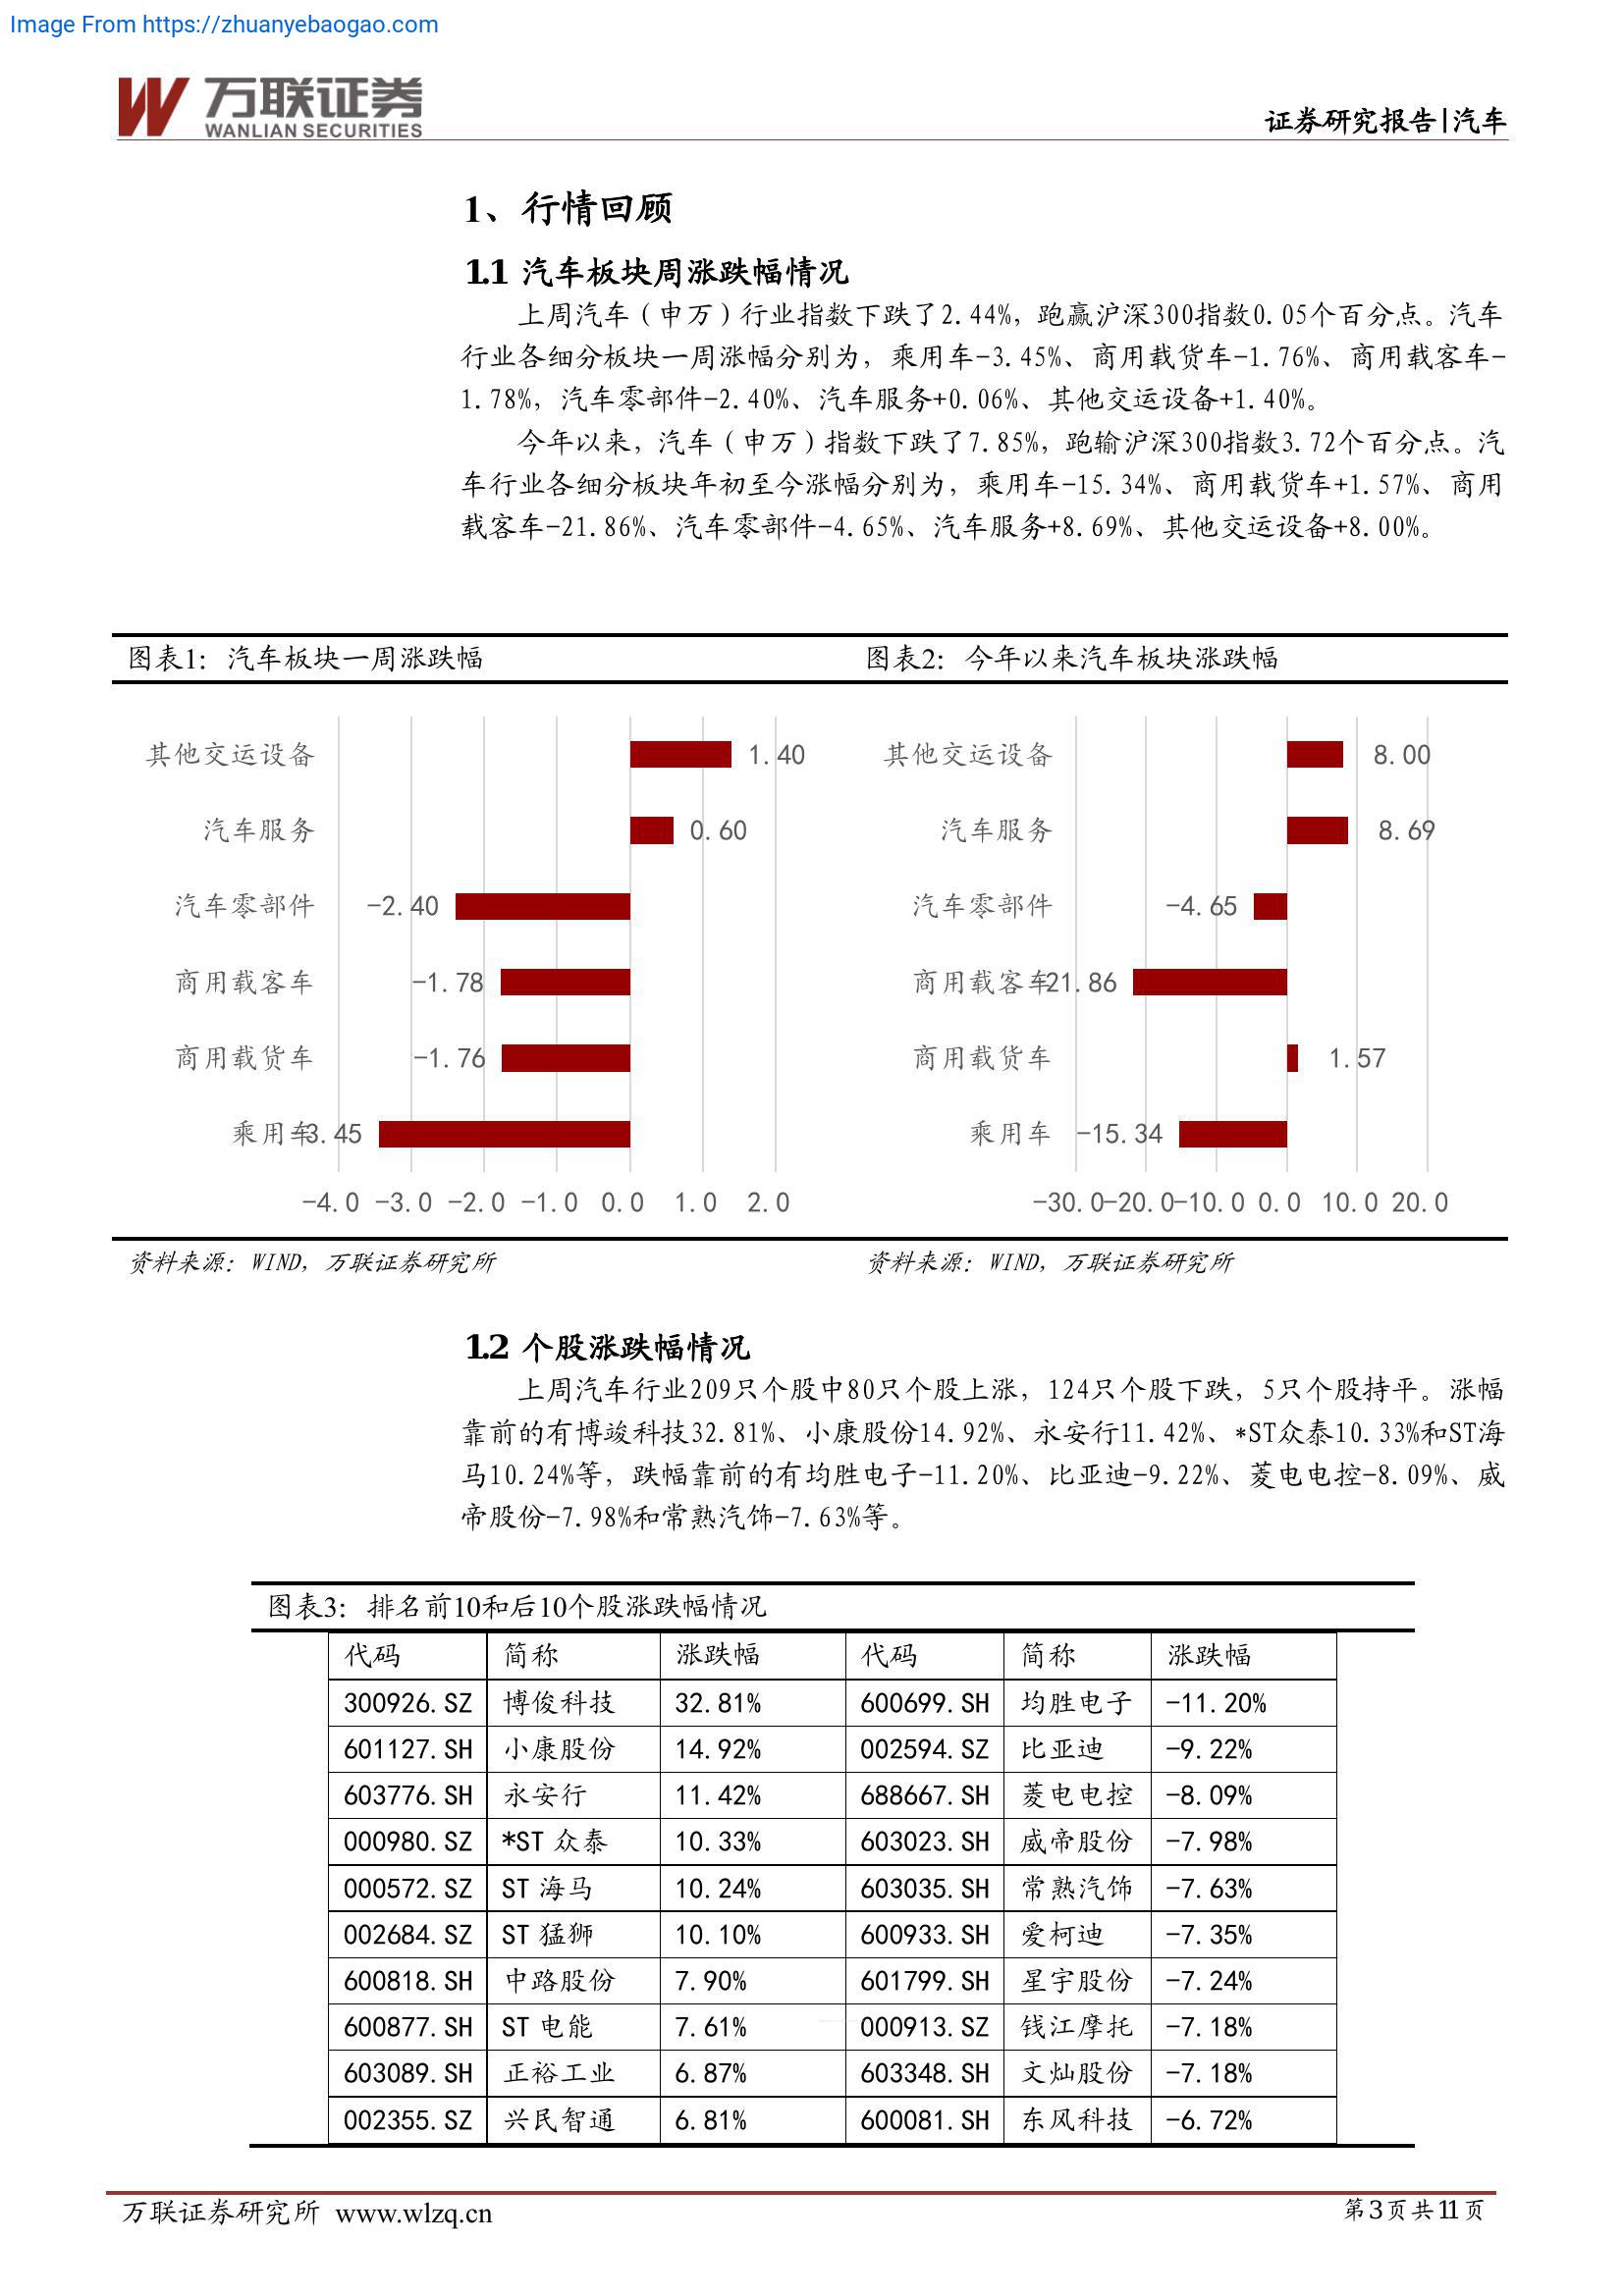 Image From https://zhuanyebaogao.com
万联证券
WANLIAN SECURITIES
证券研究报告|汽车
1、行情回顾
1.1 汽车板块周涨跌幅情况
上周汽车（申万）行业指数下跌了2.44%，跑赢沪深300指数0.05个百分点。汽车
行业各细分板块一周涨幅分别为，乘用车-3.45%、商用载货车-1.76%、商用载客车-
1.78%，汽车零部件-2.40%、汽车服务+0.06%、其他交运设备+1.40%。
今年以来，汽车（申万）指数下跌了7.85%，跑输沪深300指数3.72个百分点。汽
车行业各细分板块年初至今涨幅分别为，乘用车-15.34%、商用载货车+1.57%、商用
载客车-21.86%、汽车零部件-4.65%、汽车服务+8.69%、其他交运设备+8.00%。
图表1：汽车板块一周涨跌幅
其他交运设备 1.40
汽车服务 0.60
汽车零部件 -2.40
商用载客车 -1.78
商用载货车 -1.76
乘用车 3.45
-4.0 -3.0 -2.0 -1.0 0.0 1.0 2.0
资料来源：WIND，万联证券研究所
图表2：今年以来汽车板块涨跌幅
其他交运设备 8.00
汽车服务 8.69
汽车零部件 -4.65
商用载客车 21.86
商用载货车 1.57
乘用车 -15.34
-30.0 -20.0 -10.0 0.0 10.0 20.0
资料来源：WIND，万联证券研究所
1.2 个股涨跌幅情况
上周汽车行业209只个股中80只个股上涨，124只个股下跌，5只个股持平。涨幅
靠前的有博竣科技32.81%、小康股份14.92%、永安行11.42%、*ST众泰10.33%和ST海
马10.24%等，跌幅靠前的有均胜电子-11.20%、比亚迪-9.22%、菱电电控-8.09%、威
帝股份-7.98%和常熟汽饰-7.63%等。
图表3：排名前10和后10个股涨跌幅情况
代码 简称 涨跌幅 代码 简称 涨跌幅
300926.SZ 博俊科技 32.81% 600699.SH 均胜电子 -11.20%
601127.SH 小康股份 14.92% 002594.SZ 比亚迪 -9.22%
603776.SH 永安行 11.42% 688667.SH 菱电电控 -8.09%
000980.SZ *ST 众泰 10.33% 603023.SH 威帝股份 -7.98%
000572.SZ ST 海马 10.24% 603035.SH 常熟汽饰 -7.63%
002684.SZ ST 猛狮 10.10% 600933.SH 爱柯迪 -7.35%
600818.SH 中路股份 7.90% 601799.SH 星宇股份 -7.24%
600877.SH ST 电能 7.61% 000913.SZ 钱江摩托 -7.18%
603089.SH 正裕工业 6.87% 603348.SH 文灿股份 -7.18%
002355.SZ 兴民智通 6.81% 600081.SH 东风科技 -6.72%
万联证券研究所 www.wlzq.cn
第3页共11页